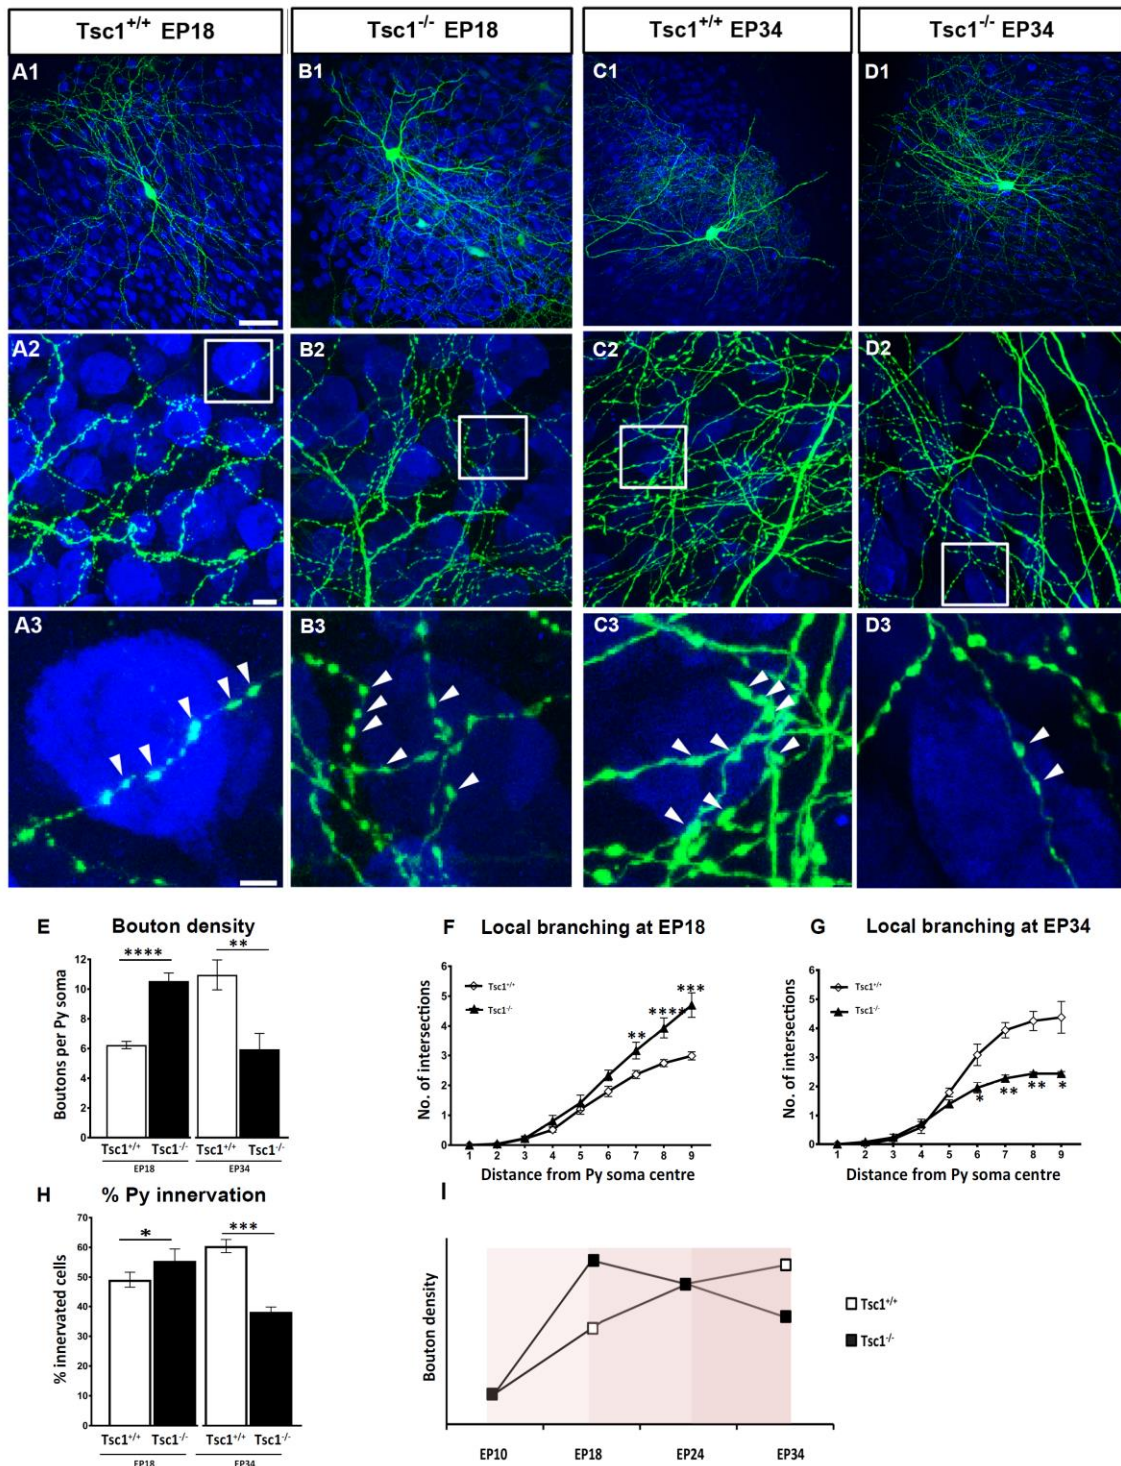 Tsc1+/+ EP18 Tsc1-/- EP18 Tsc1+/+ EP34 Tsc1-/- EP34
A1 B1 C1 D1
A2 B2 C2 D2
A3 B3 C3 D3
E Bouton density
**** **
12
10
8
6
4
2
0
Boutons per Py soma
Tsc1+/+ Tsc1-/- Tsc1+/+ Tsc1-/-
EP18 EP34
F Local branching at EP18
6
5
4
3
2
1
0
No. of intersections
Tsc1+/+
Tsc1-/-
** **** ***
1 2 3 4 5 6 7 8 9
Distance from Py soma centre
G Local branching at EP34
6
5
4
3
2
1
0
No. of intersections
Tsc1+/+
Tsc1-/-
* ** ** *
1 2 3 4 5 6 7 8 9
Distance from Py soma centre
H % Py innervation
* ***
70
60
50
40
30
20
10
0
% innervated cells
Tsc1+/+ Tsc1-/- Tsc1+/+ Tsc1-/-
EP18 EP34
I
Bouton density
Tsc1+/+
Tsc1-/-
EP10 EP18 EP24 EP34